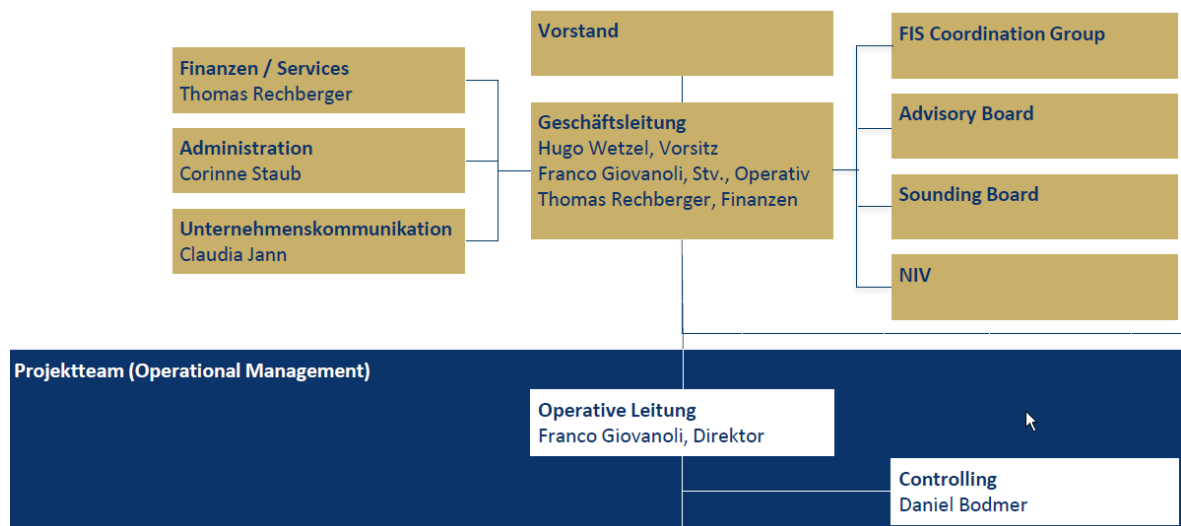 Vorstand
FIS Coordination Group
Finanzen / Services
Thomas Rechberger
Geschäftsleitung
Hugo Wetzel, Vorsitz
Franco Giovanoli, Stv., Operativ
Thomas Rechberger, Finanzen
Advisory Board
Administration
Corinne Staub
Sounding Board
Unternehmenskommunikation
Claudia Jann
NIV
Projektteam (Operational Management)
Operative Leitung
Franco Giovanoli, Direktor
Controlling
Daniel Bodmer